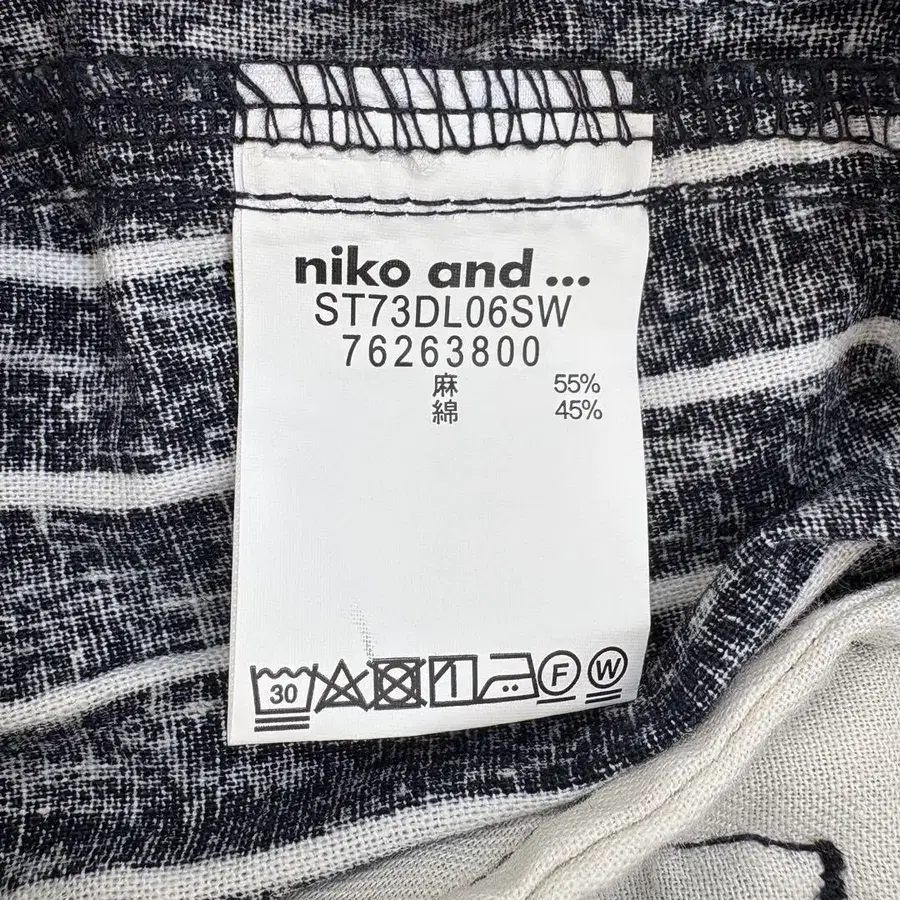 niko and ...
ST73DL06SW
76263800
麻 55%
綿 45%
30 F W